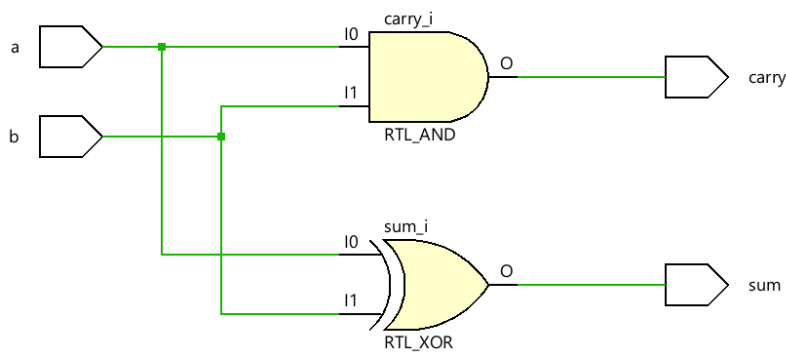 carry_i
a
I0
I1
O
carry
b
RTL_AND
sum_i
I0
I1
O
sum
RTL_XOR